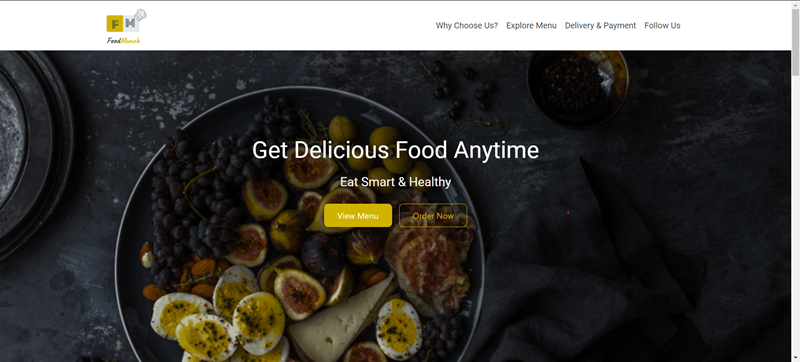 F M
FoodMunch
Why Choose Us? Explore Menu Delivery & Payment Follow Us
Get Delicious Food Anytime
Eat Smart & Healthy
View Menu Order Now